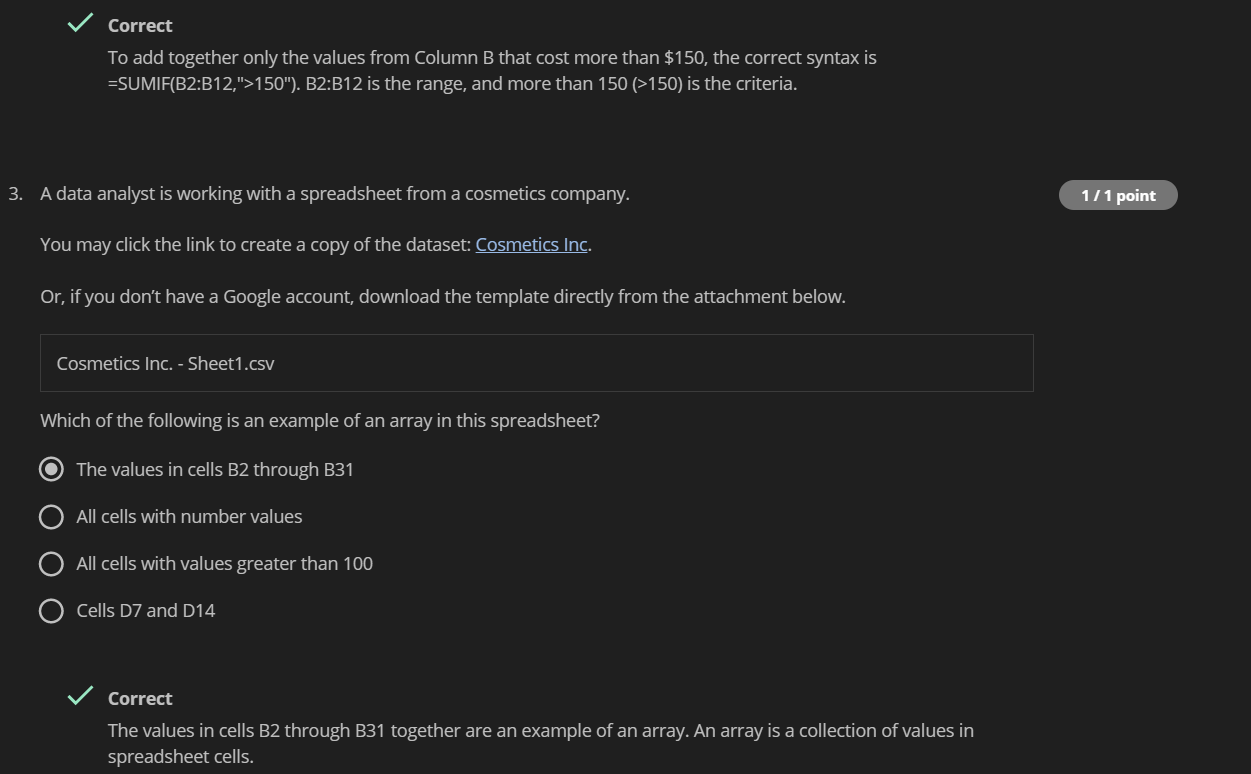 Correct
To add together only the values from Column B that cost more than $150, the correct syntax is
=SUMIF(B2:B12,">150"). B2:B12 is the range, and more than 150 (>150) is the criteria.
3. A data analyst is working with a spreadsheet from a cosmetics company.
1 / 1 point
You may click the link to create a copy of the dataset: Cosmetics Inc.
Or, if you don’t have a Google account, download the template directly from the attachment below.
Cosmetics Inc. - Sheet1.csv
Which of the following is an example of an array in this spreadsheet?
The values in cells B2 through B31
All cells with number values
All cells with values greater than 100
Cells D7 and D14
Correct
The values in cells B2 through B31 together are an example of an array. An array is a collection of values in
spreadsheet cells.